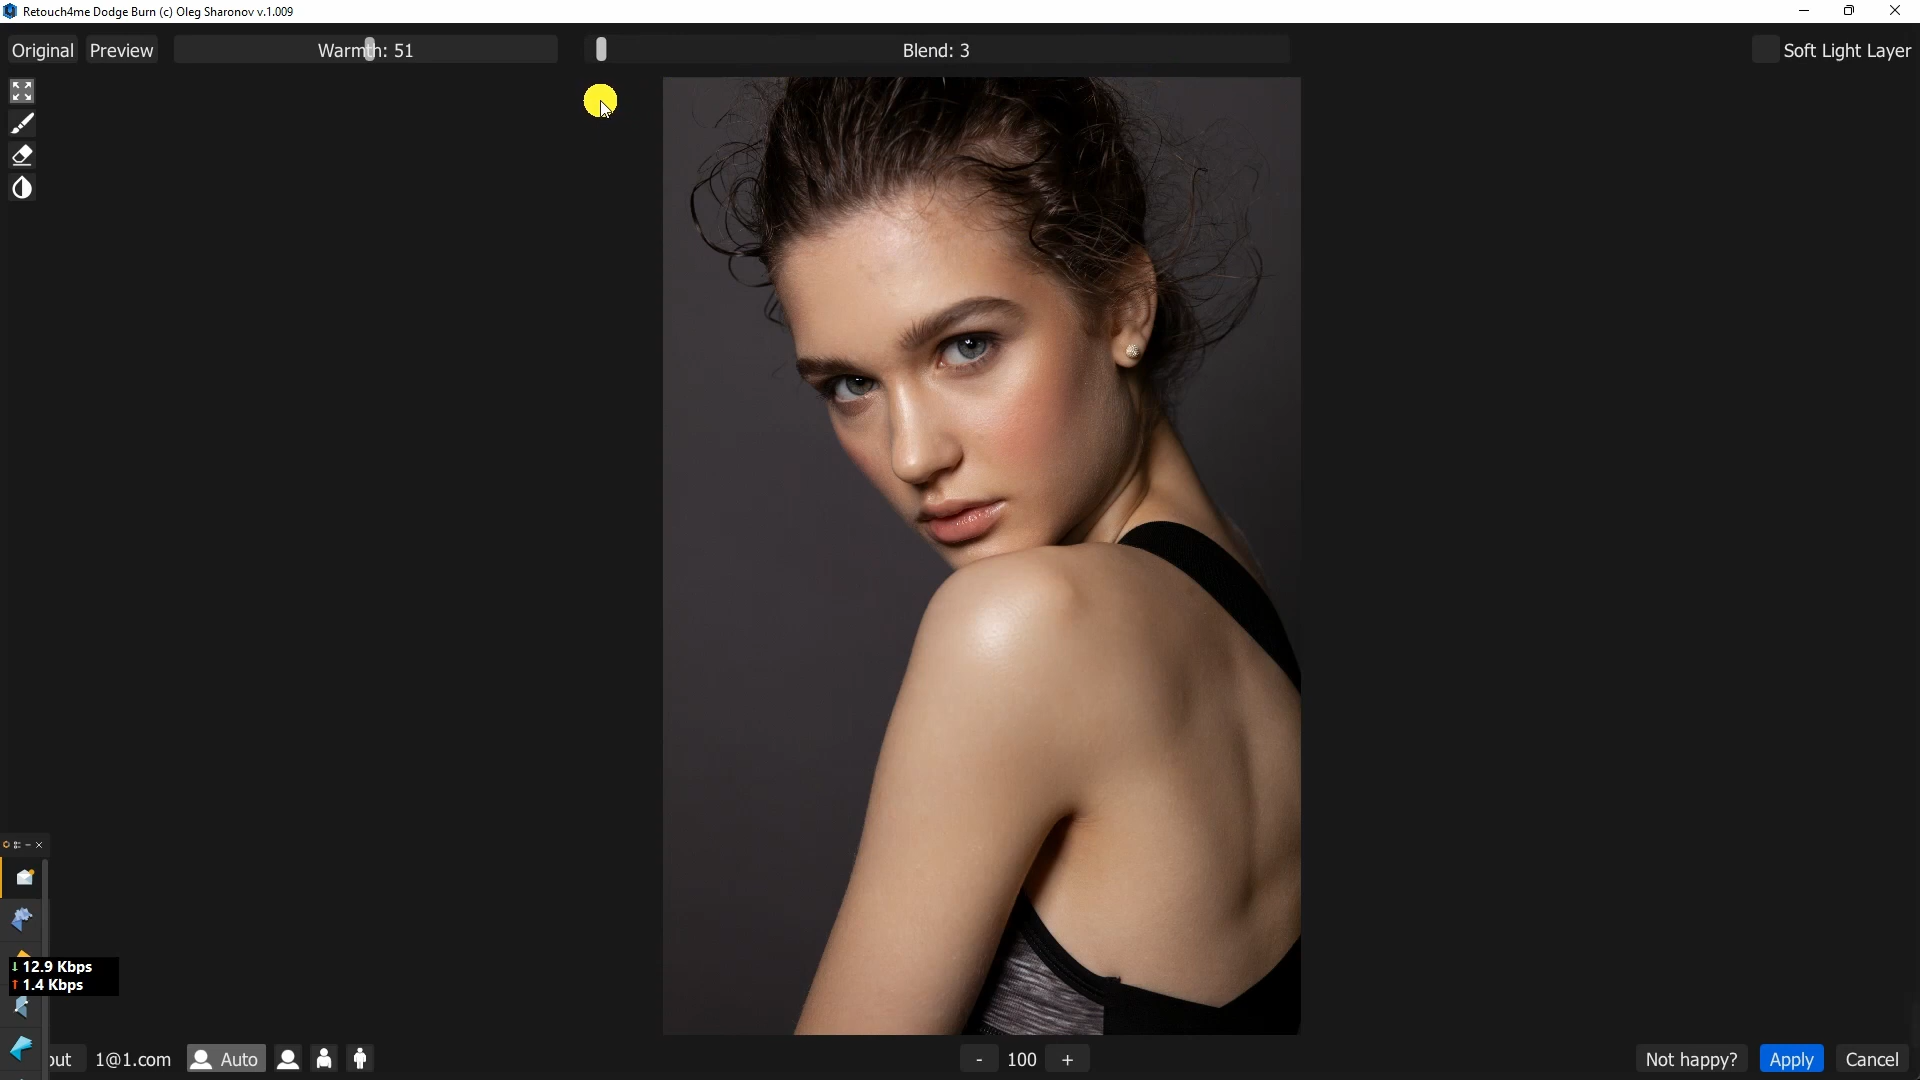 Retouch4me Dodge Burn (c) Oleg Sharonov v.1.009
Original Preview Warmth: 51 Blend: 3 Soft Light Layer
↓ 12.9 Kbps
↑ 1.4 Kbps
out 1@1.com Auto - 100 + Not happy? Apply Cancel